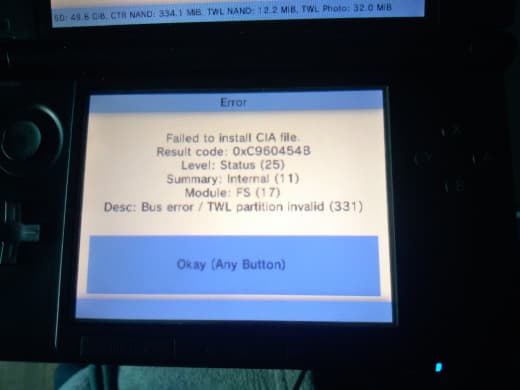 SD: 49.6 GiB, CTR NAND: 334.1 MiB, TWL NAND: 12.2 MiB, TWL Photo: 32.0 MiB
Error
Failed to install CIA file.
Result code: 0xC960454B
Level: Status (25)
Summary: Internal (11)
Module: FS (17)
Desc: Bus error / TWL partition invalid (331)
Okay (Any Button)
B